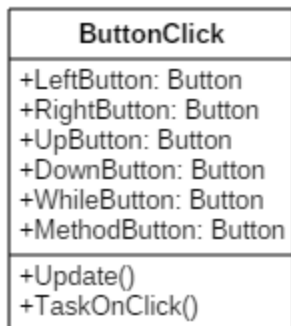 ButtonClick
+LeftButton: Button
+RightButton: Button
+UpButton: Button
+DownButton: Button
+WhileButton: Button
+MethodButton: Button
+Update()
+TaskOnClick()